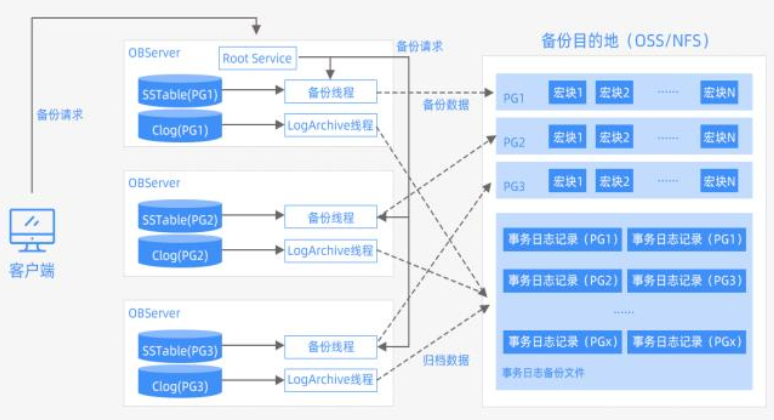 备份请求
客户端
OBServer
Root Service
SSTable(PG1)
备份线程
Clog(PG1)
LogArchive线程
备份请求
备份数据
OBServer
SSTable(PG2)
备份线程
Clog(PG2)
LogArchive线程
OBServer
SSTable(PG3)
备份线程
Clog(PG3)
LogArchive线程
归档数据
备份目的地（OSS/NFS）
PG1 宏块1 宏块2 …… 宏块N
PG2 宏块1 宏块2 …… 宏块N
PG3 宏块1 宏块2 …… 宏块N
事务日志记录（PG1） 事务日志记录（PG1）
事务日志记录（PG2） 事务日志记录（PG3）
……
事务日志记录（PGx） 事务日志记录（PGx）
事务日志备份文件